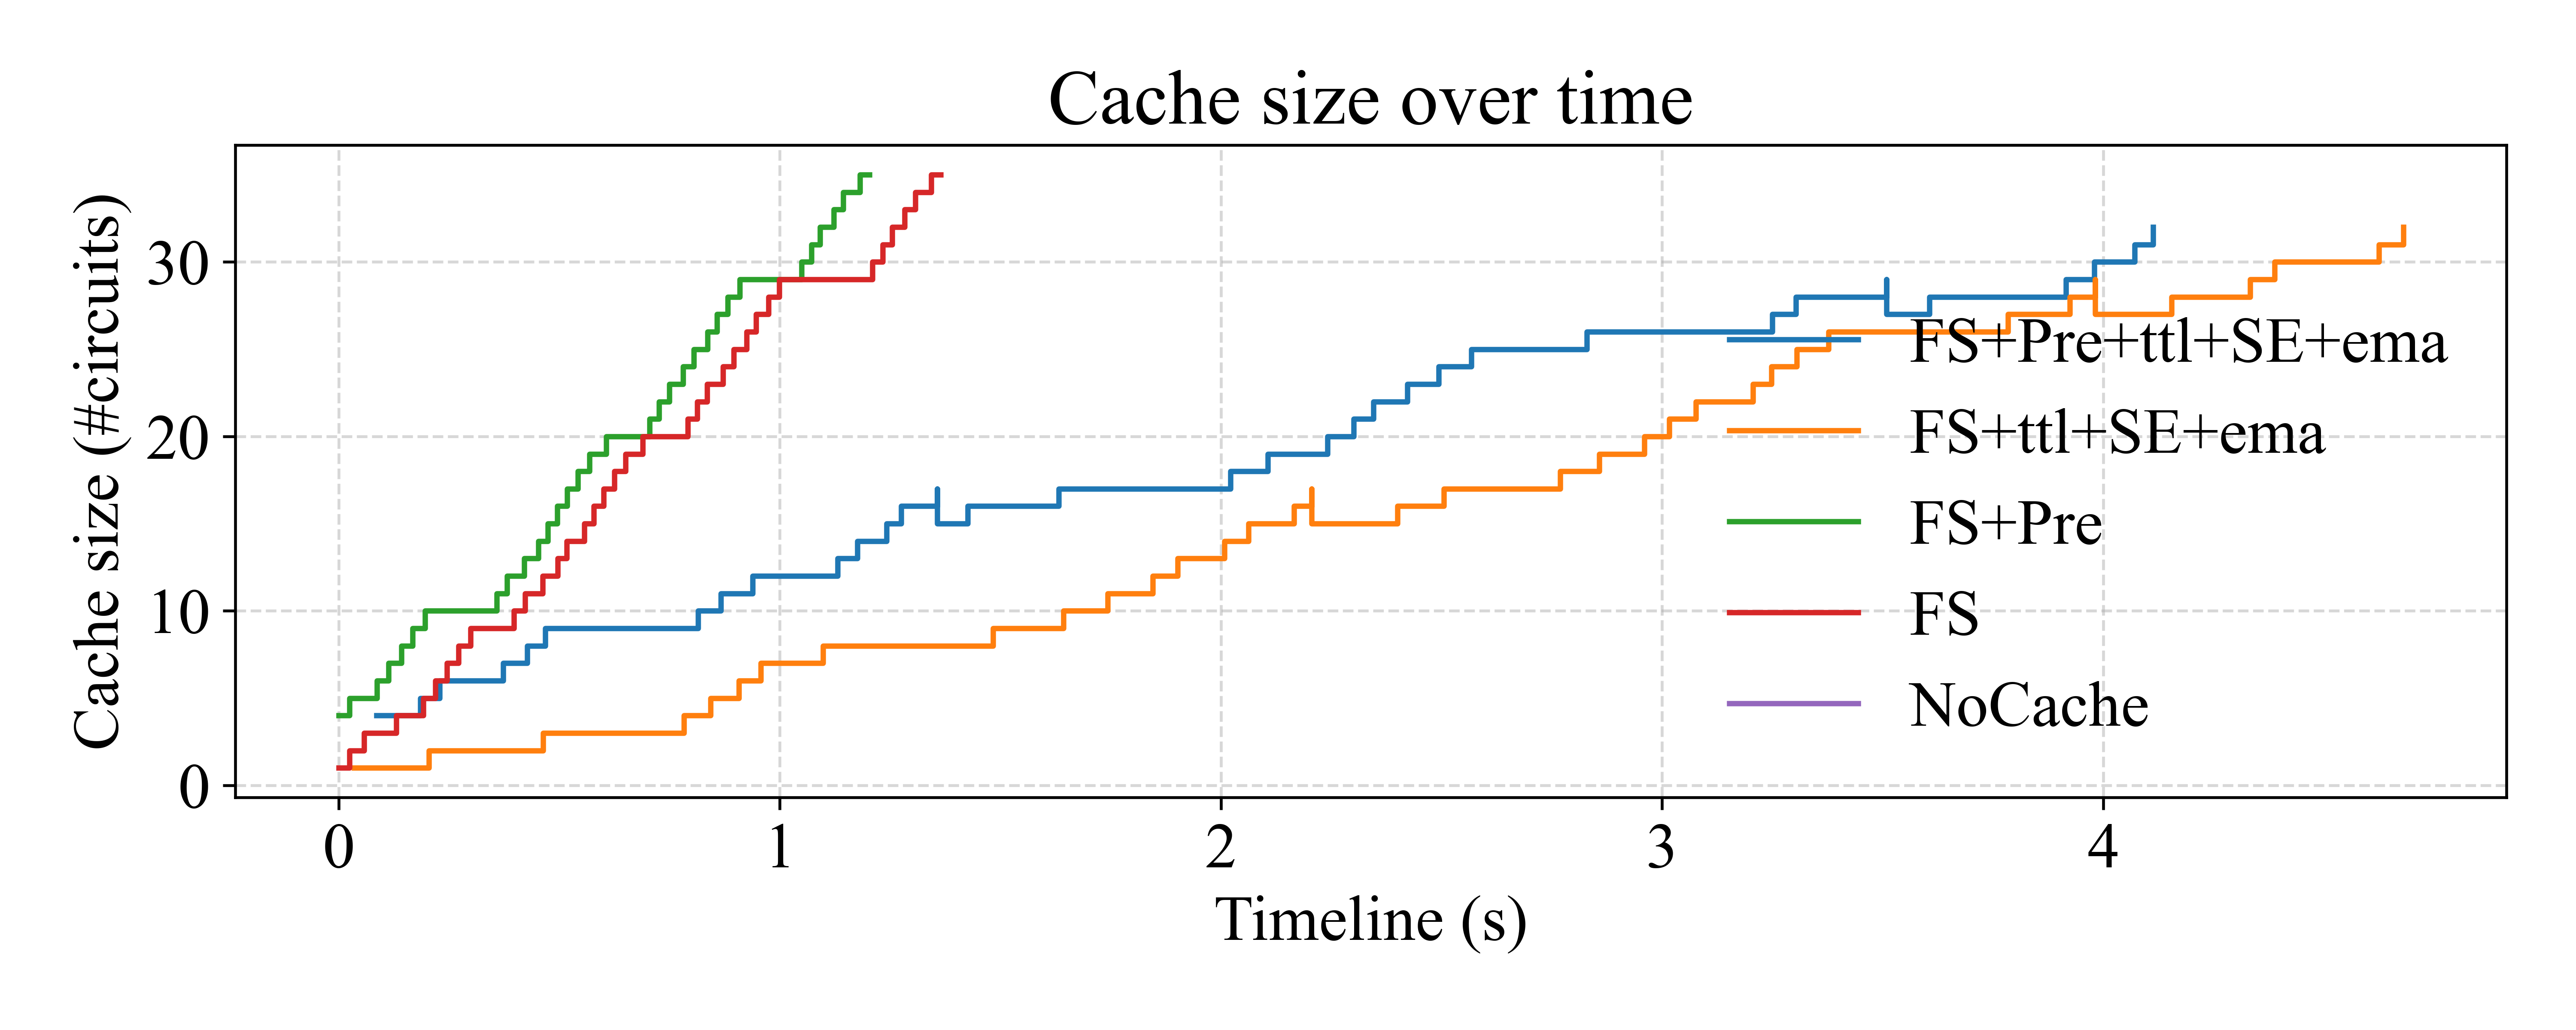 Cache size over time
Cache size (#circuits)
30
20
10
0
FS+Pre+ttl+SE+ema
FS+ttl+SE+ema
FS+Pre
FS
NoCache
0 1 2 3 4
Timeline (s)